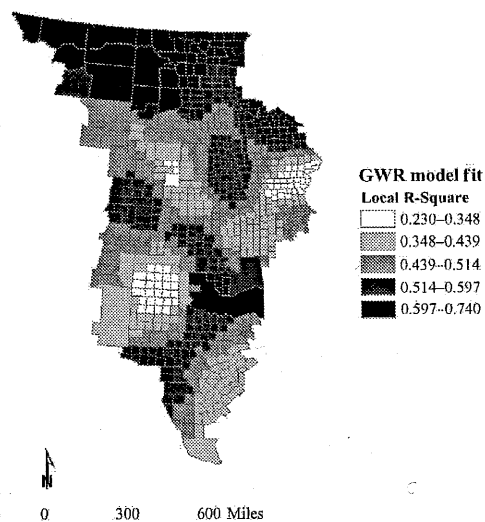 GWR model fit
Local R-Square
0.230–0.348
0.348–0.439
0.439–0.514
0.514–0.597
0.597–0.740
N
0 300 600 Miles